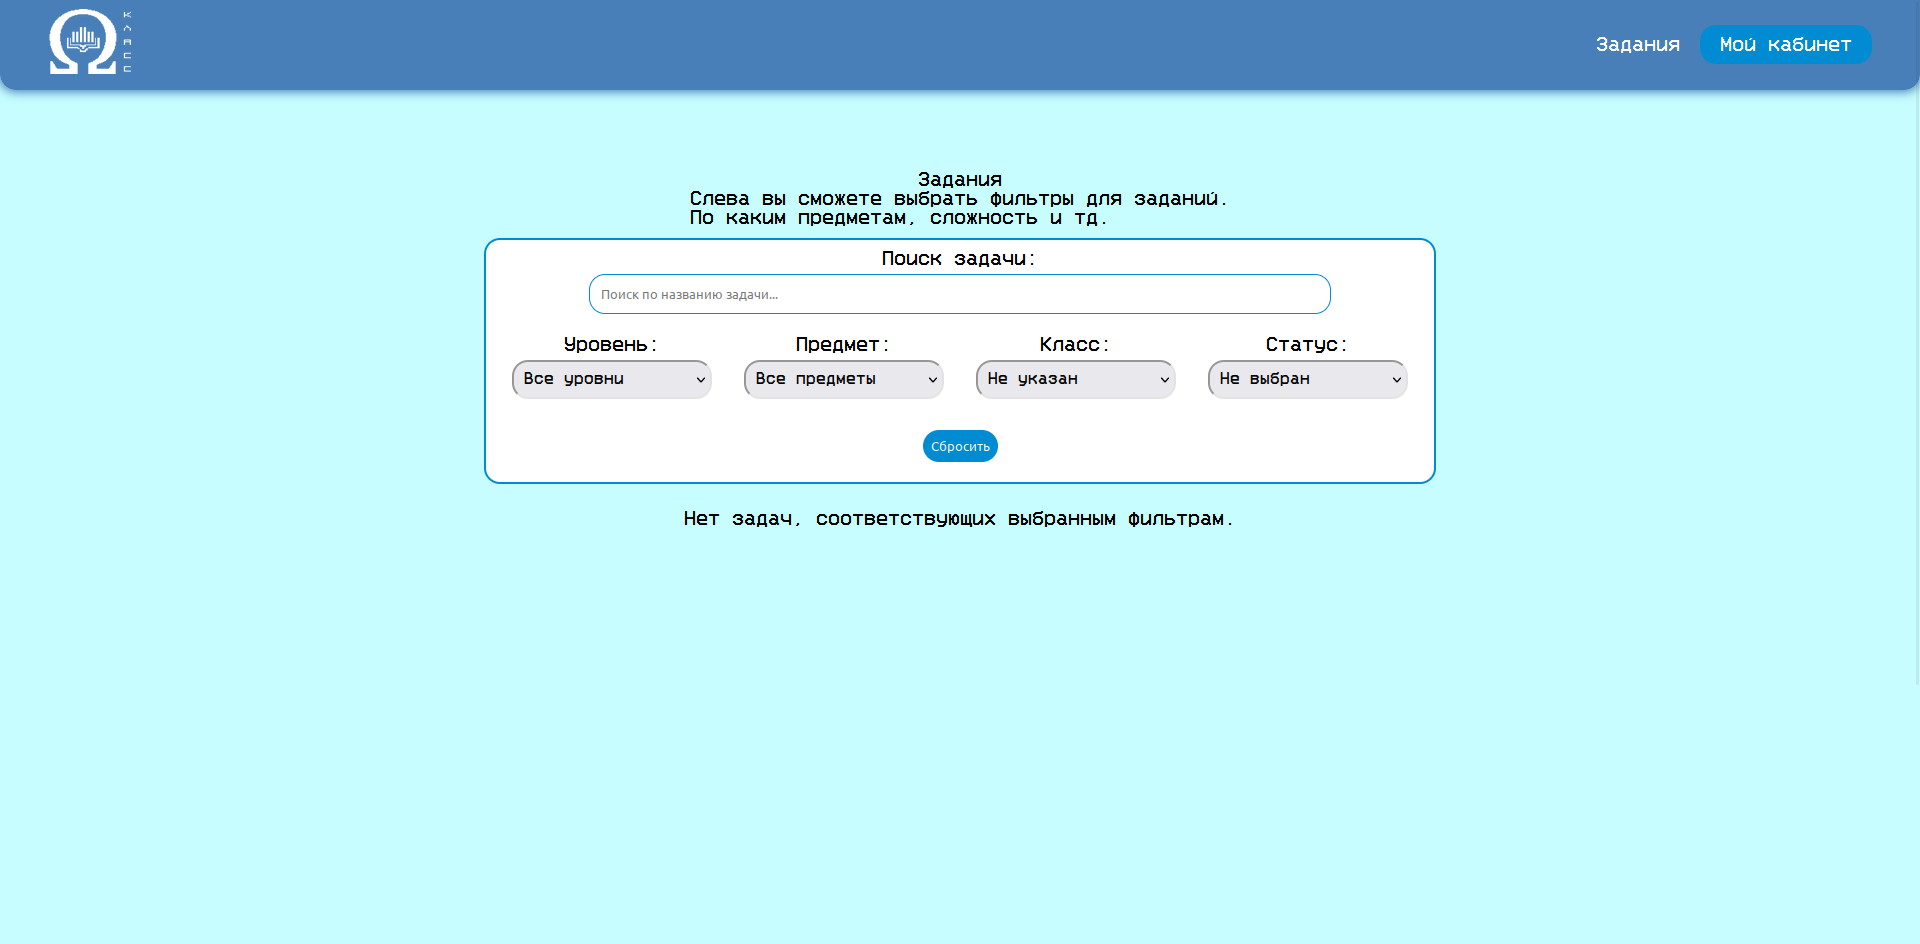 К
Л
А
С
С
Задания
Мой кабинет
Задания
Слева вы сможете выбрать фильтры для заданий.
По каким предметам, сложность и тд.
Поиск задачи:
Поиск по названию задачи...
Уровень: Предмет: Класс: Статус:
Все уровни Все предметы Не указан Не выбран
Сбросить
Нет задач, соответствующих выбранным фильтрам.